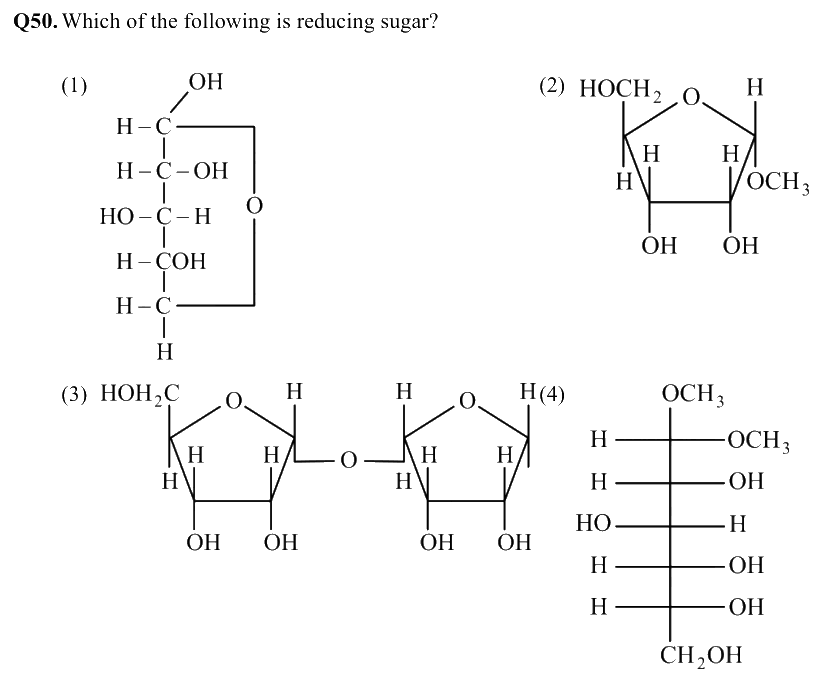 Q50. Which of the following is reducing sugar?
(1)
OH
H–C
H–C–OH
HO–C–H
O
H–COH
H–C
H
(2) HOCH2 O H
H H
H OCH3
OH OH
(3) HOH2C O H H O H
H H O H H
H H
OH OH OH OH
(4) OCH3
H OCH3
H OH
HO H
H OH
H OH
CH2OH